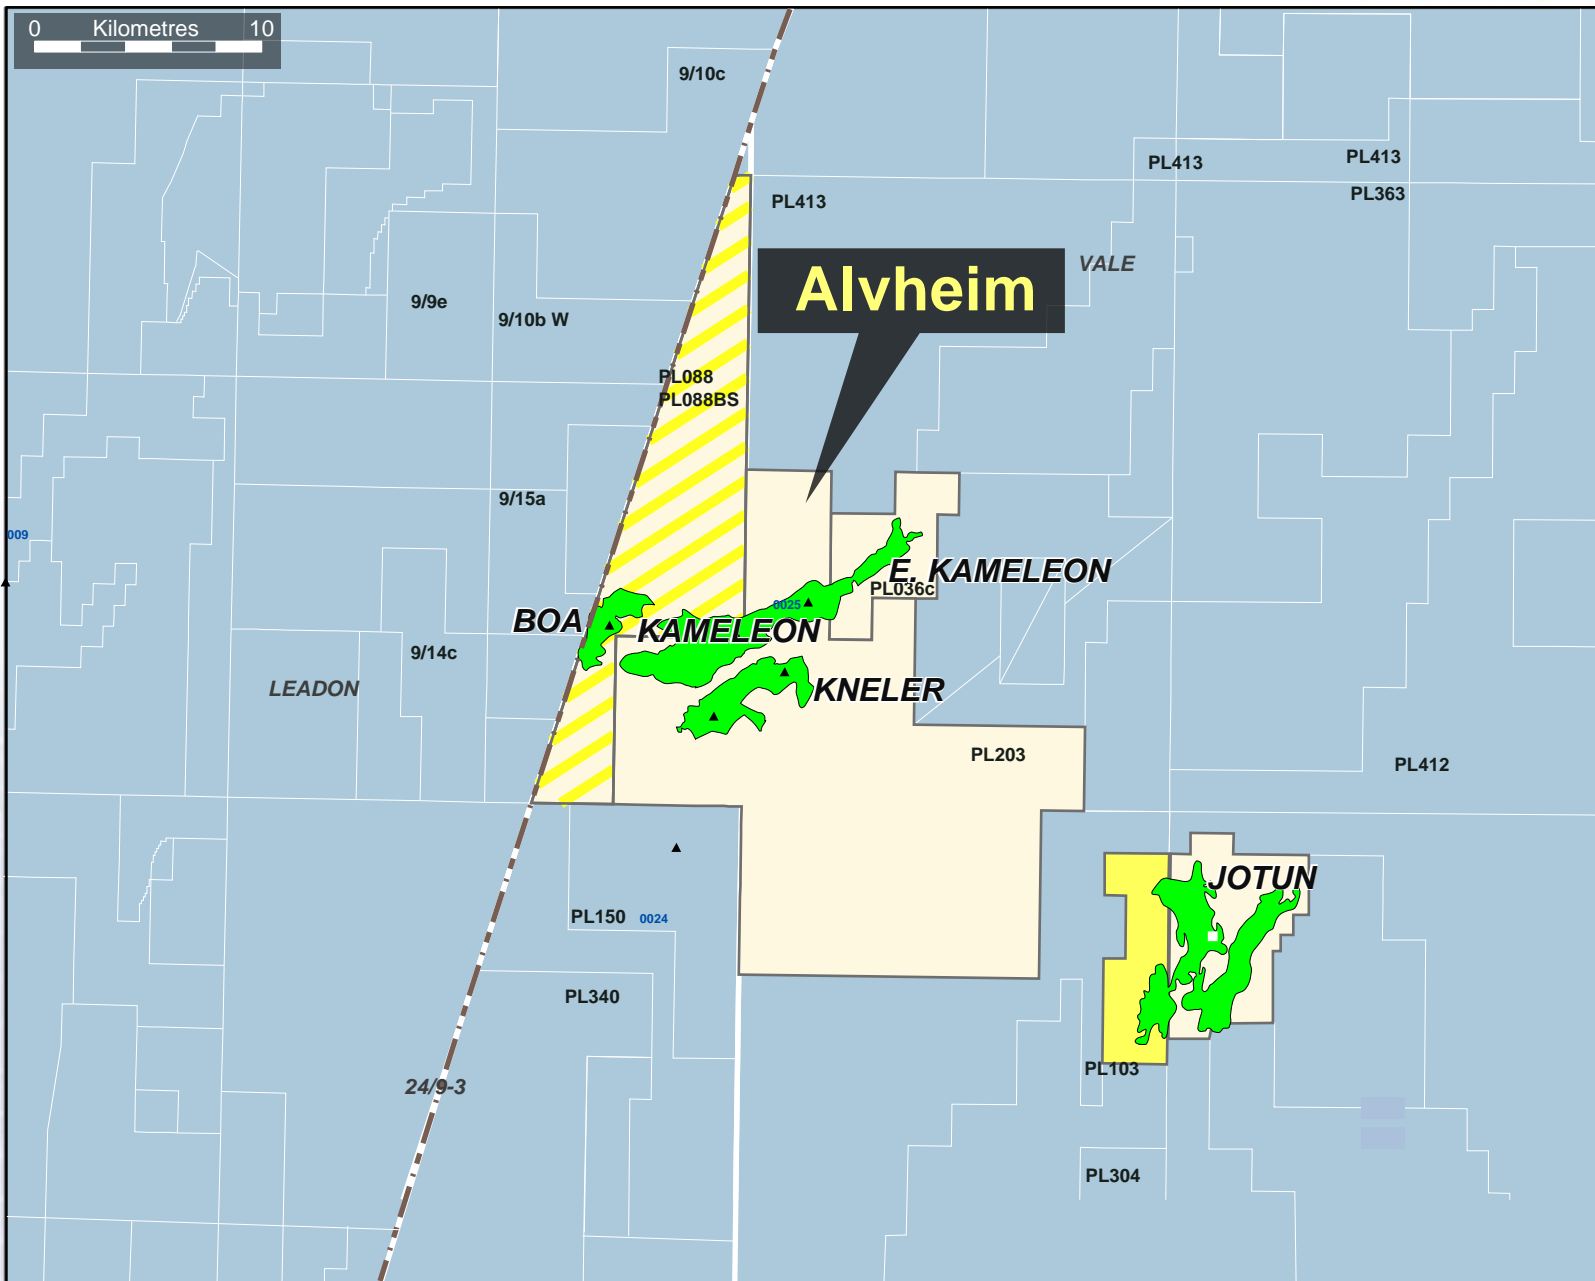 0 Kilometres 10
9/10c
PL413
PL413
PL363
PL413
VALE
Alvheim
9/9e
9/10b W
PL088
PL088BS
9/15a
009
E. KAMELEON
PL036c
0025
BOA
KAMELEON
9/14c
LEADON
KNELER
PL203
PL412
JOTUN
PL150 0024
PL340
PL103
24/9-3
PL304